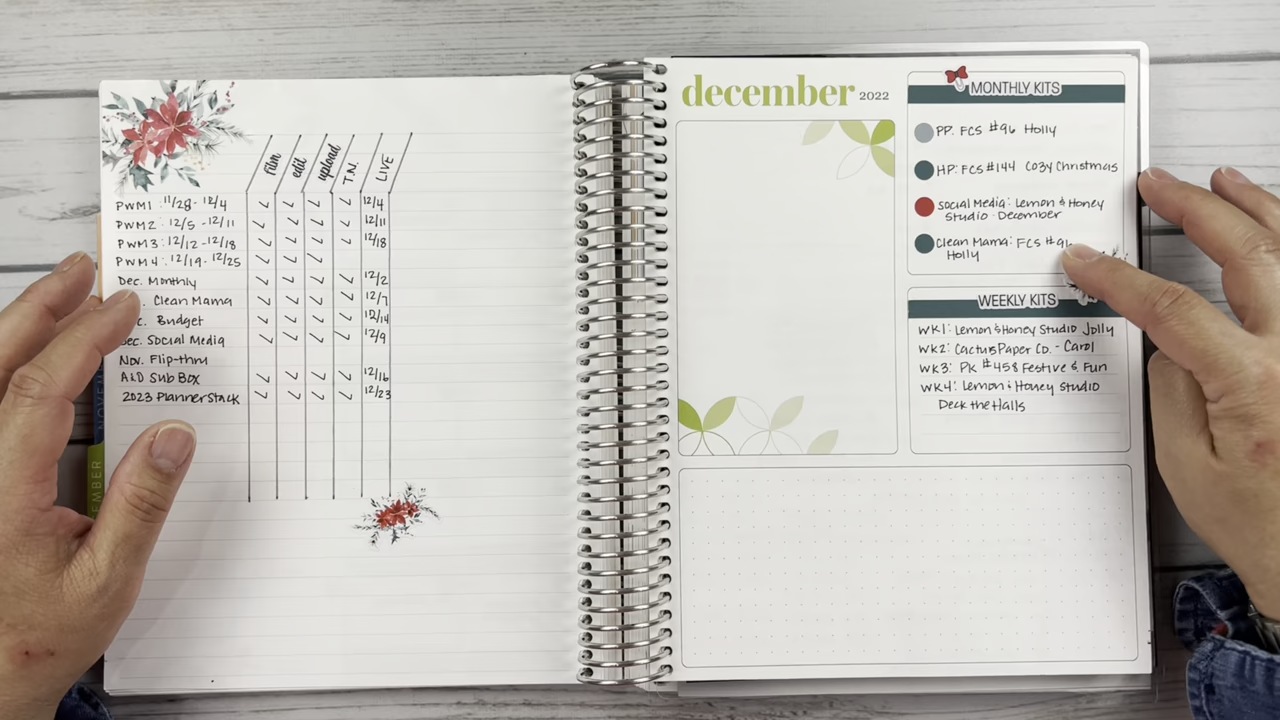 film edit upload T.N. LIVE
PWM1 : 11/28 - 12/4 ✓ ✓ ✓ ✓ 12/4
PWM2 : 12/5 - 12/11 ✓ ✓ ✓ ✓ 12/11
PWM3 : 12/12 - 12/18 ✓ ✓ ✓ ✓ 12/18
PWM4 : 12/19 - 12/25 ✓ ✓ ✓
Dec. Monthly ✓ ✓ ✓ ✓ 12/2
Clean Mama ✓ ✓ ✓ ✓ 12/7
Budget ✓ ✓ ✓ ✓ 12/14
Dec. Social Media ✓ ✓ ✓ ✓ 12/9
Nov. Flip-thru
A&D Sub Box ✓ ✓ ✓ ✓ 12/16
2023 Planner Stack ✓ ✓ ✓ ✓ 12/23
december 2022
MONTHLY KITS
PP: FCS #96 Holly
HP: FCS #144 Cozy Christmas
Social Media: Lemon & Honey
Studio - December
Clean Mama: FCS #96
Holly
WEEKLY KITS
WK1: Lemon & Honey Studio Jolly
WK2: Cactus Paper Co. - Carol
WK3: PK #458 Festive & Fun
WK4: Lemon & Honey Studio
Deck the Halls